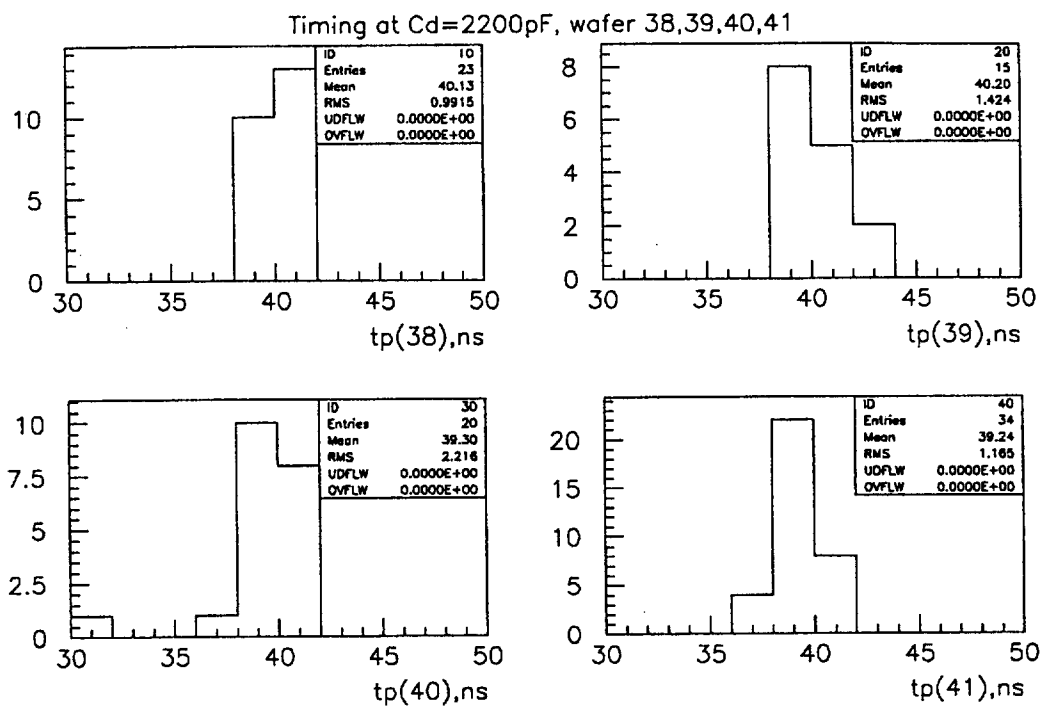 Timing at Cd=2200pF, wafer 38,39,40,41
ID 10
Entries 23
Mean 40.13
RMS 0.9915
UDFLW 0.0000E+00
OVFLW 0.0000E+00
10
5
0
30 35 40 45 50
tp(38),ns
ID 20
Entries 15
Mean 40.20
RMS 1.424
UDFLW 0.0000E+00
OVFLW 0.0000E+00
8
6
4
2
0
30 35 40 45 50
tp(39),ns
ID 30
Entries 20
Mean 39.30
RMS 2.216
UDFLW 0.0000E+00
OVFLW 0.0000E+00
10
7.5
5
2.5
0
30 35 40 45 50
tp(40),ns
ID 40
Entries 34
Mean 39.24
RMS 1.165
UDFLW 0.0000E+00
OVFLW 0.0000E+00
20
15
10
5
0
30 35 40 45 50
tp(41),ns